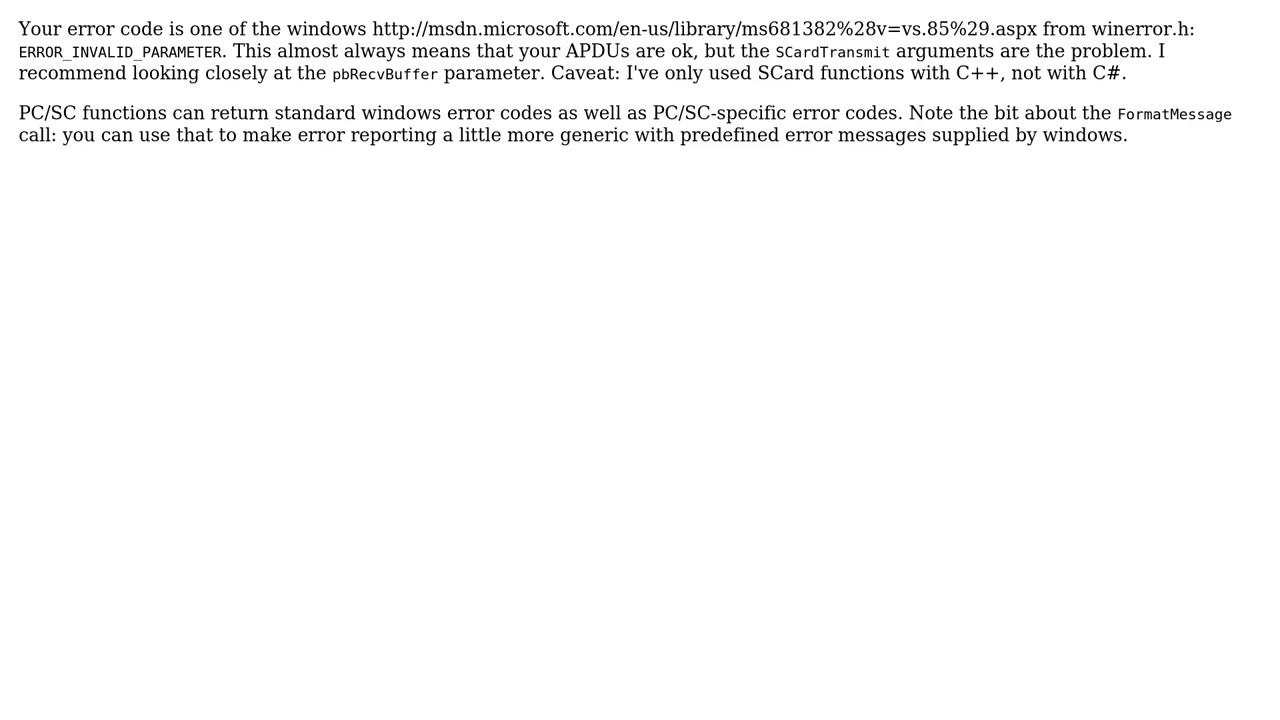 Your error code is one of the windows http://msdn.microsoft.com/en-us/library/ms681382%28v=vs.85%29.aspx from winerror.h:
ERROR_INVALID_PARAMETER. This almost always means that your APDUs are ok, but the SCardTransmit arguments are the problem. I
recommend looking closely at the pbRecvBuffer parameter. Caveat: I've only used SCard functions with C++, not with C#.
PC/SC functions can return standard windows error codes as well as PC/SC-specific error codes. Note the bit about the FormatMessage
call: you can use that to make error reporting a little more generic with predefined error messages supplied by windows.